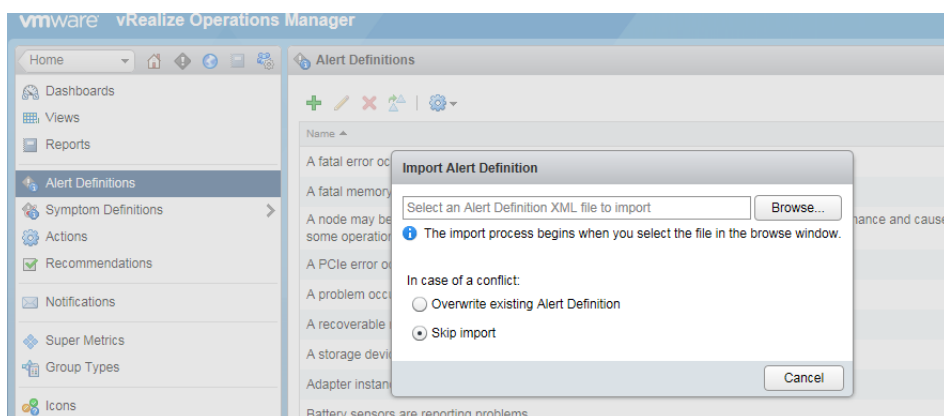 vmware vRealize Operations Manager
Home
Alert Definitions
Dashboards
Views
Reports
Name
Alert Definitions
Symptom Definitions
Actions
Recommendations
Notifications
Super Metrics
Group Types
Icons
A fatal error oc
A fatal memory
A node may be
some operation
nance and cause
A PCIe error o
A problem occ
A recoverable
A storage devi
Adapter instan
Battery sensors are reporting problems
Import Alert Definition
Select an Alert Definition XML file to import
Browse...
The import process begins when you select the file in the browse window.
In case of a conflict:
Overwrite existing Alert Definition
Skip import
Cancel